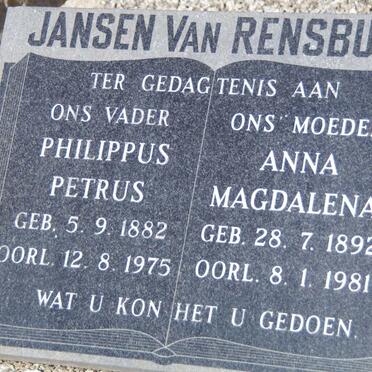 JANSEN VAN RENSBU
TER GEDAGTENIS AAN
ONS VADER
PHILIPPUS
PETRUS
GEB. 5. 9. 1882
OORL. 12. 8. 1975
ONS MOEDE
ANNA
MAGDALENA
GEB. 28. 7. 1892
OORL. 8. 1. 1981
WAT U KON HET U GEDOEN.